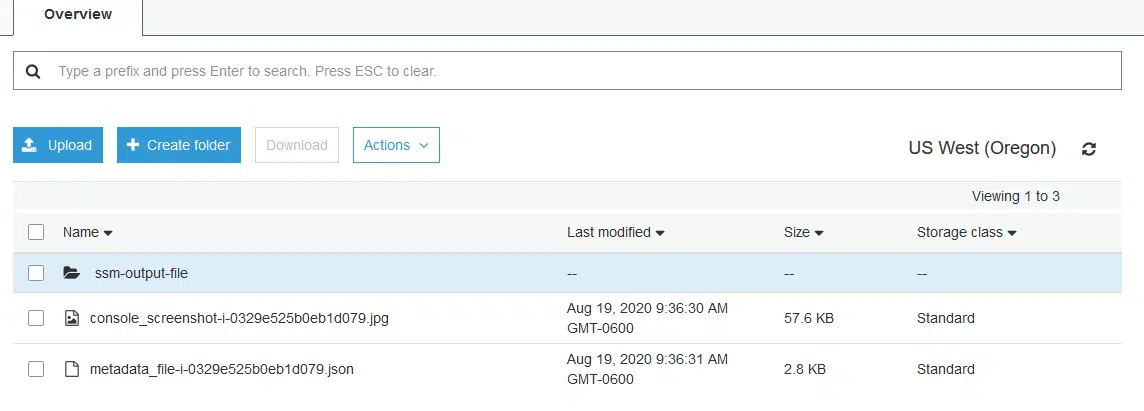 Overview
Type a prefix and press Enter to search. Press ESC to clear.
Upload Create folder Download Actions US West (Oregon)
Viewing 1 to 3
Name Last modified Size Storage class
ssm-output-file -- -- --
console_screenshot-i-0329e525b0eb1d079.jpg Aug 19, 2020 9:36:30 AM 57.6 KB Standard
GMT-0600
metadata_file-i-0329e525b0eb1d079.json Aug 19, 2020 9:36:31 AM 2.8 KB Standard
GMT-0600